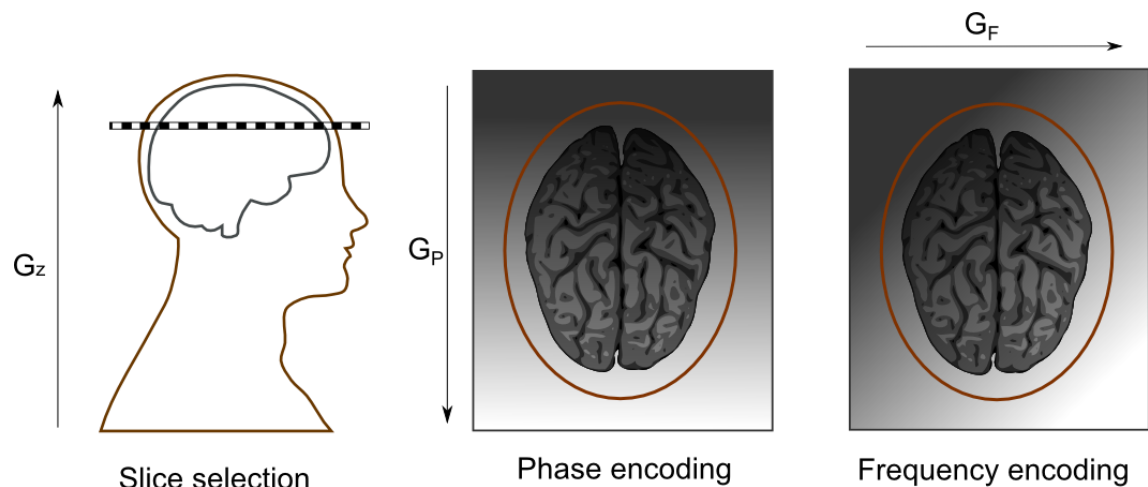 G_Z
Slice selection
G_P
Phase encoding
G_F
Frequency encoding